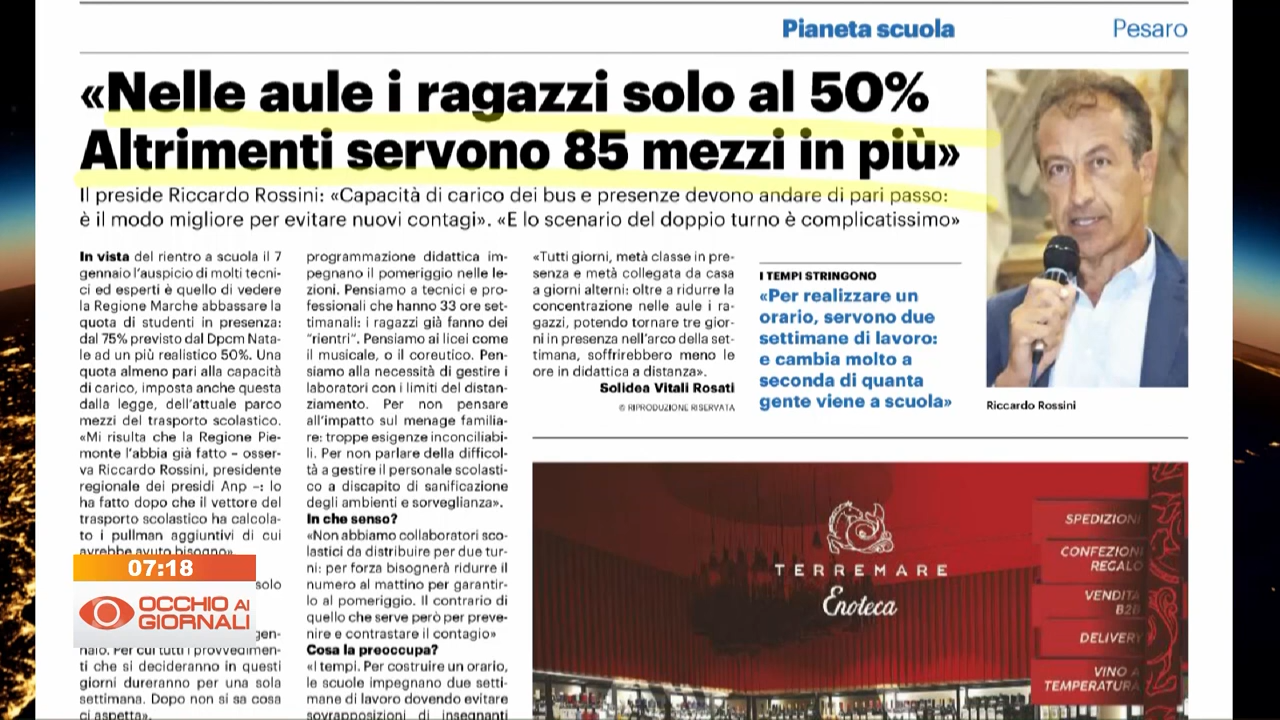 Pianeta scuola
Pesaro
«Nelle aule i ragazzi solo al 50%
Altrimenti servono 85 mezzi in più»
Il preside Riccardo Rossini: «Capacità di carico dei bus e presenze devono andare di pari passo:
è il modo migliore per evitare nuovi contagi». «E lo scenario del doppio turno è complicatissimo»
In vista del rientro a scuola il 7
gennaio l'auspicio di molti tecni-
ci ed esperti è quello di vedere
la Regione Marche abbassare la
quota di studenti in presenza:
dal 75% previsto dal Dpcm Nata-
le ad un più realistico 50%. Una
quota almeno pari alla capacità
di carico, imposta anche questa
dalla legge, dell'attuale parco
mezzi del trasporto scolastico.
«Mi risulta che la Regione Pie-
monte l'abbia già fatto – osser-
va Riccardo Rossini, presidente
regionale dei presidi Anp –: lo
ha fatto dopo che il vettore del
trasporto scolastico ha calcola-
to i pullman aggiuntivi di cui
avrebbe avuto bisogno».
solo
gen-
naio. Per cui tutti i provvedimen-
ti che si decideranno in questi
giorni dureranno per una sola
settimana. Dopo non si sa cosa
ci aspetta».
programmazione didattica im-
pegnano il pomeriggio nelle le-
zioni. Pensiamo a tecnici e pro-
fessionali che hanno 33 ore set-
timanali: i ragazzi già fanno dei
"rientri". Pensiamo ai licei come
il musicale, o il coreutico. Pen-
siamo alla necessità di gestire i
laboratori con i limiti del distan-
ziamento. Per non pensare
all'impatto sul menage familia-
re: troppe esigenze inconciliabi-
li. Per non parlare della difficol-
tà a gestire il personale scolasti-
co a discapito di sanificazione
degli ambienti e sorveglianza».
In che senso?
«Non abbiamo collaboratori sco-
lastici da distribuire per due tur-
ni: per forza bisognerà ridurre il
numero al mattino per garantir-
lo al pomeriggio. Il contrario di
quello che serve però per preve-
nire e contrastare il contagio»
Cosa la preoccupa?
«I tempi. Per costruire un orario,
le scuole impegnano due setti-
mane di lavoro dovendo evitare
sovrapposizioni di insegnanti
«Tutti giorni, metà classe in pre-
senza e metà collegata da casa
a giorni alterni: oltre a ridurre la
concentrazione nelle aule i ra-
gazzi, potendo tornare tre gior-
ni in presenza nell'arco della set-
timana, soffrirebbero meno le
ore in didattica a distanza».
Solidea Vitali Rosati
© RIPRODUZIONE RISERVATA
I TEMPI STRINGONO
«Per realizzare un
orario, servono due
settimane di lavoro:
e cambia molto a
seconda di quanta
gente viene a scuola»
Riccardo Rossini
TERREMARE
Enoteca
SPEDIZIONI
CONFEZIONI
REGALO
VENDITA
B2B
DELIVERY
VINO A
TEMPERATURA
07:18
OCCHIO AI
GIORNALI